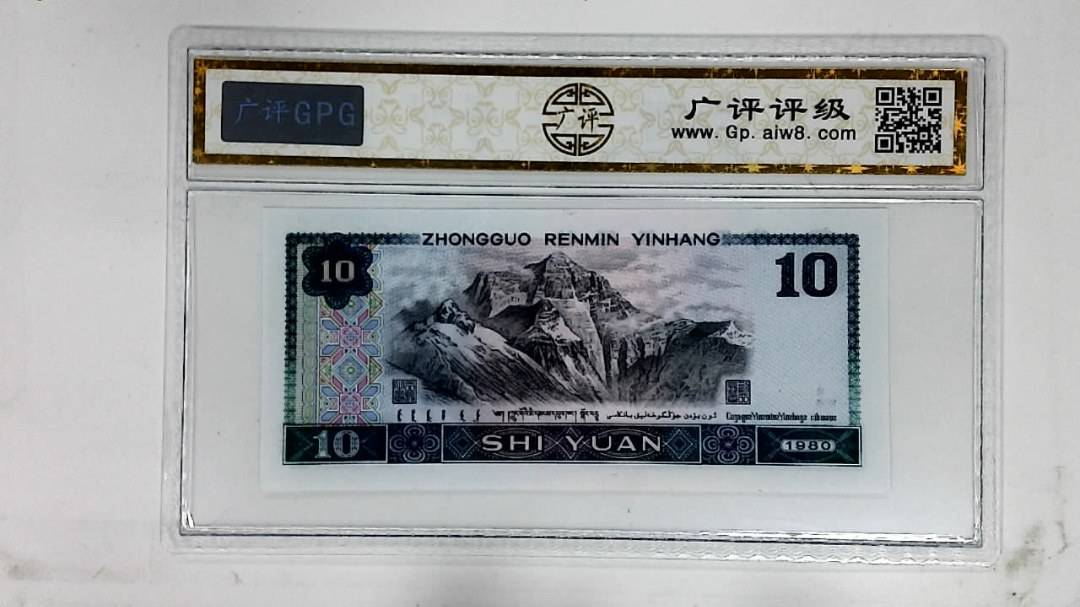 广评GPG
广评
广评评级
www.Gp.aiw8.com
ZHONGGUO RENMIN YINHANG
10
10
10
SHI YUAN
1980